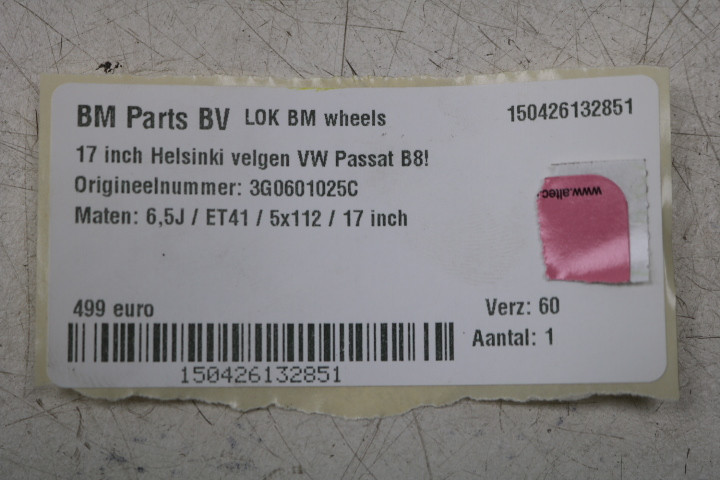 BM Parts BV LOK BM wheels 150426132851
17 inch Helsinki velgen VW Passat B8!
Origineelnummer: 3G0601025C
Maten: 6,5J / ET41 / 5x112 / 17 inch
www.altec
499 euro Verz: 60
Aantal: 1
150426132851